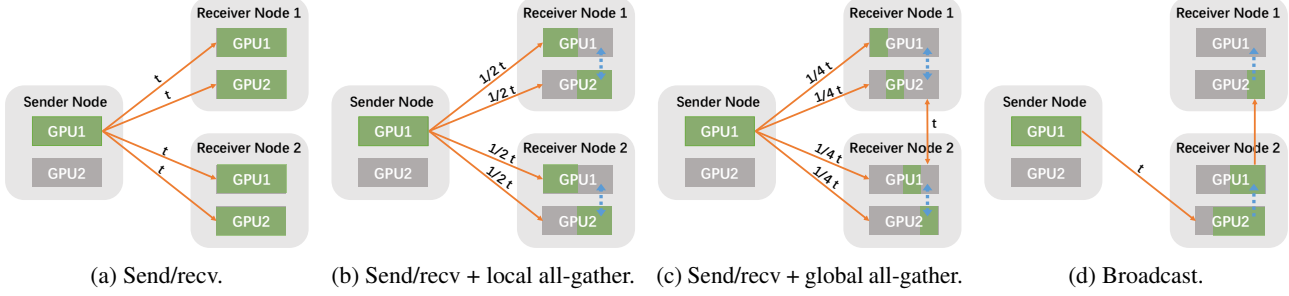 Sender Node
GPU1
GPU2
t
t
t
t
Receiver Node 1
GPU1
GPU2
Receiver Node 2
GPU1
GPU2
(a) Send/recv.
Sender Node
GPU1
GPU2
1/2 t
1/2 t
1/2 t
1/2 t
Receiver Node 1
GPU1
GPU2
Receiver Node 2
GPU1
GPU2
(b) Send/recv + local all-gather.
Sender Node
GPU1
GPU2
1/4 t
1/4 t
1/4 t
1/4 t
Receiver Node 1
GPU1
GPU2
t
Receiver Node 2
GPU1
GPU2
(c) Send/recv + global all-gather.
Sender Node
GPU1
GPU2
t
Receiver Node 1
GPU1
GPU2
Receiver Node 2
GPU1
GPU2
(d) Broadcast.